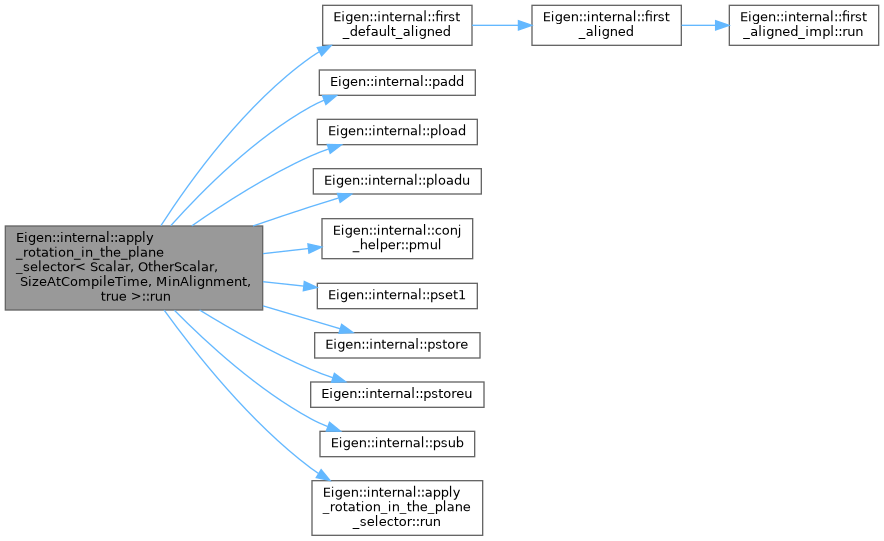 Eigen::internal::first
_default_aligned
Eigen::internal::first
_aligned
Eigen::internal::first
_aligned_impl::run
Eigen::internal::padd
Eigen::internal::pload
Eigen::internal::ploadu
Eigen::internal::apply
_rotation_in_the_plane
_selector< Scalar, OtherScalar,
SizeAtCompileTime, MinAlignment,
true >::run
Eigen::internal::conj
_helper::pmul
Eigen::internal::pset1
Eigen::internal::pstore
Eigen::internal::pstoreu
Eigen::internal::psub
Eigen::internal::apply
_rotation_in_the_plane
_selector::run